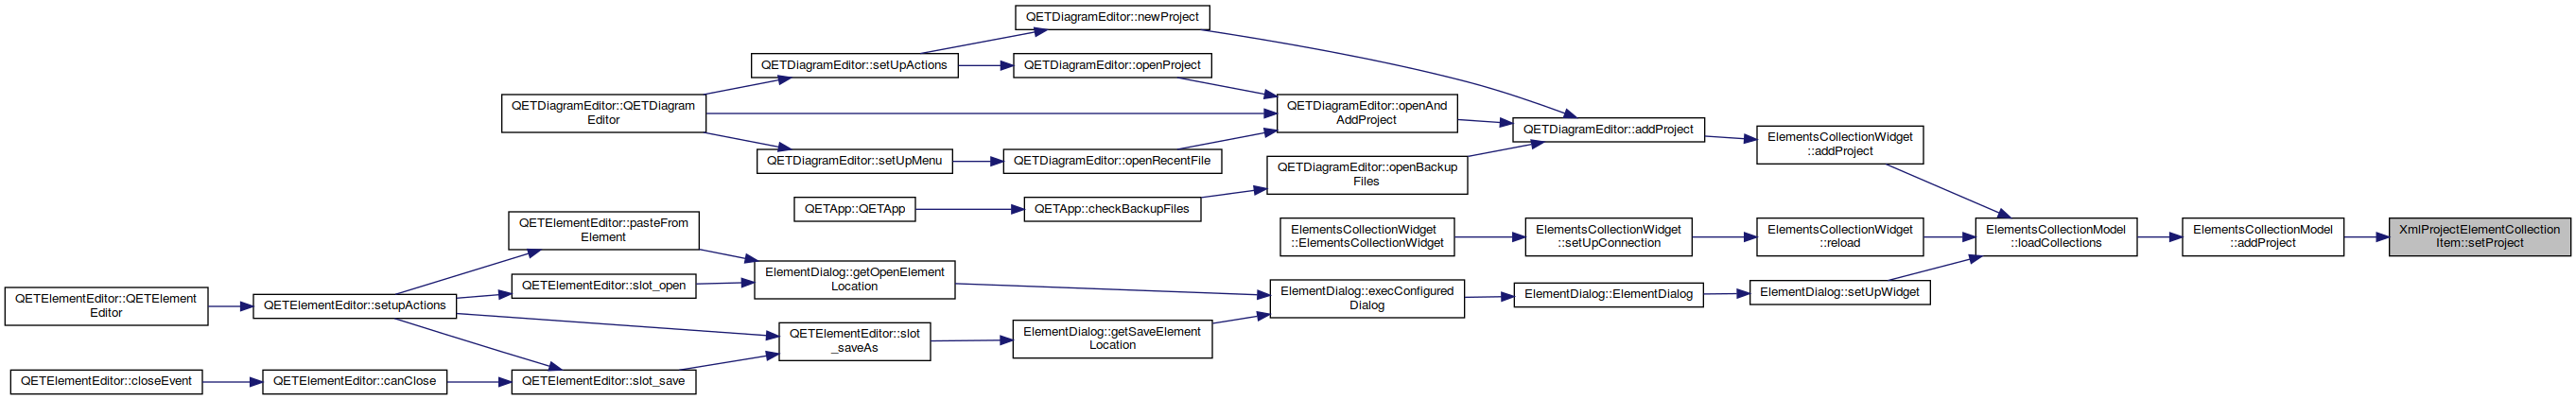 QETDiagramEditor::newProject
QETDiagramEditor::setUpActions
QETDiagramEditor::openProject
QETDiagramEditor::QETDiagram
Editor
QETDiagramEditor::openAnd
AddProject
QETDiagramEditor::addProject
ElementsCollectionWidget
::addProject
QETDiagramEditor::setUpMenu
QETDiagramEditor::openRecentFile
QETDiagramEditor::openBackup
Files
QETApp::QETApp
QETApp::checkBackupFiles
QETElementEditor::pasteFrom
Element
ElementsCollectionWidget
::ElementsCollectionWidget
ElementsCollectionWidget
::setUpConnection
ElementsCollectionWidget
::reload
ElementsCollectionModel
::loadCollections
ElementsCollectionModel
::addProject
XmlProjectElementCollection
Item::setProject
ElementDialog::getOpenElement
Location
QETElementEditor::slot_open
QETElementEditor::QETElement
Editor
QETElementEditor::setupActions
ElementDialog::execConfigured
Dialog
ElementDialog::ElementDialog
ElementDialog::setUpWidget
QETElementEditor::slot
_saveAs
ElementDialog::getSaveElement
Location
QETElementEditor::closeEvent
QETElementEditor::canClose
QETElementEditor::slot_save